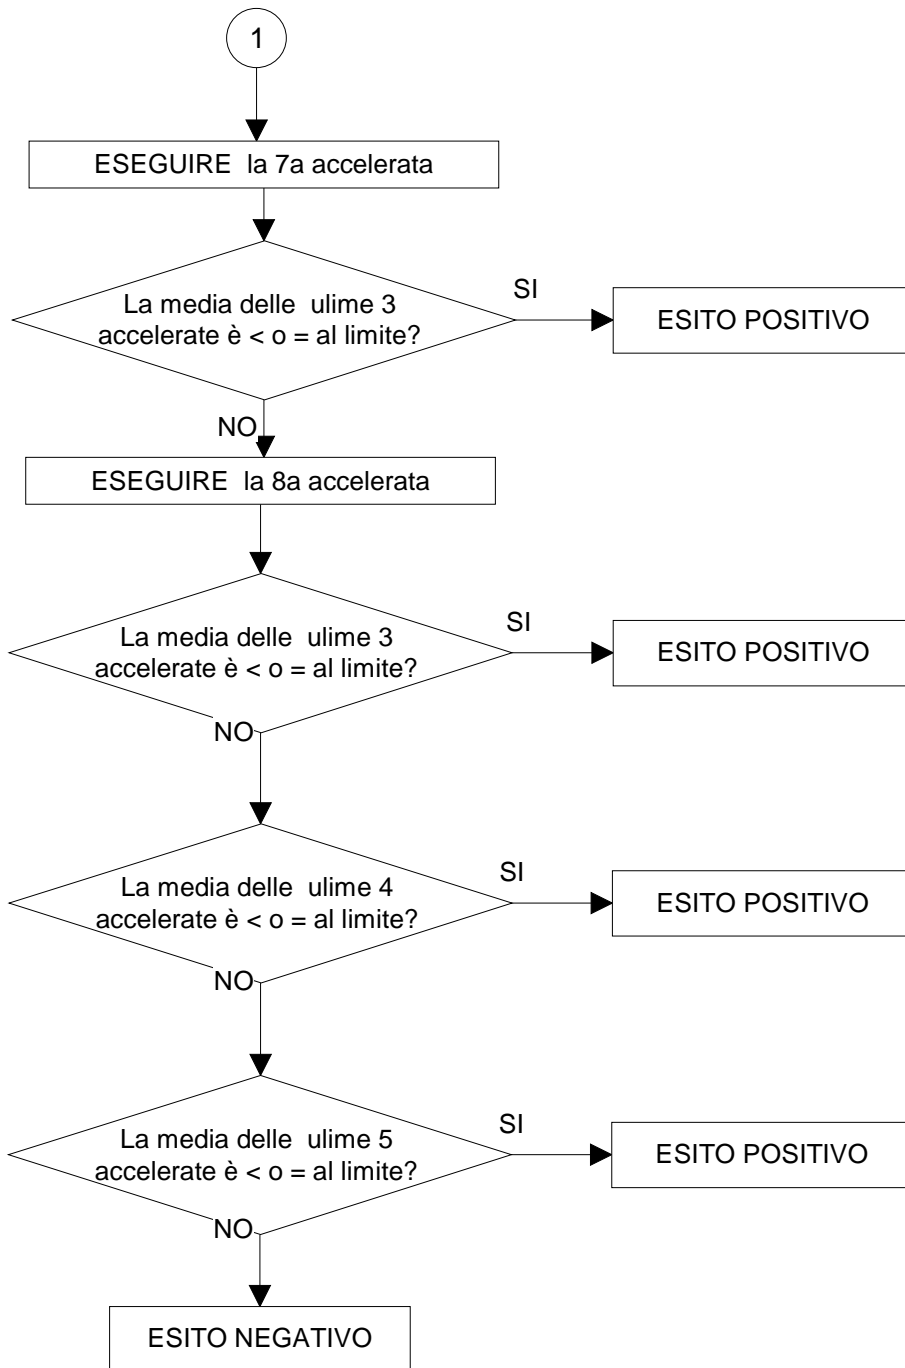 1
ESEGUIRE la 7a accelerata
La media delle ulime 3
accelerate è < o = al limite?
SI
ESITO POSITIVO
NO
ESEGUIRE la 8a accelerata
La media delle ulime 3
accelerate è < o = al limite?
SI
ESITO POSITIVO
NO
La media delle ulime 4
accelerate è < o = al limite?
SI
ESITO POSITIVO
NO
La media delle ulime 5
accelerate è < o = al limite?
SI
ESITO POSITIVO
NO
ESITO NEGATIVO